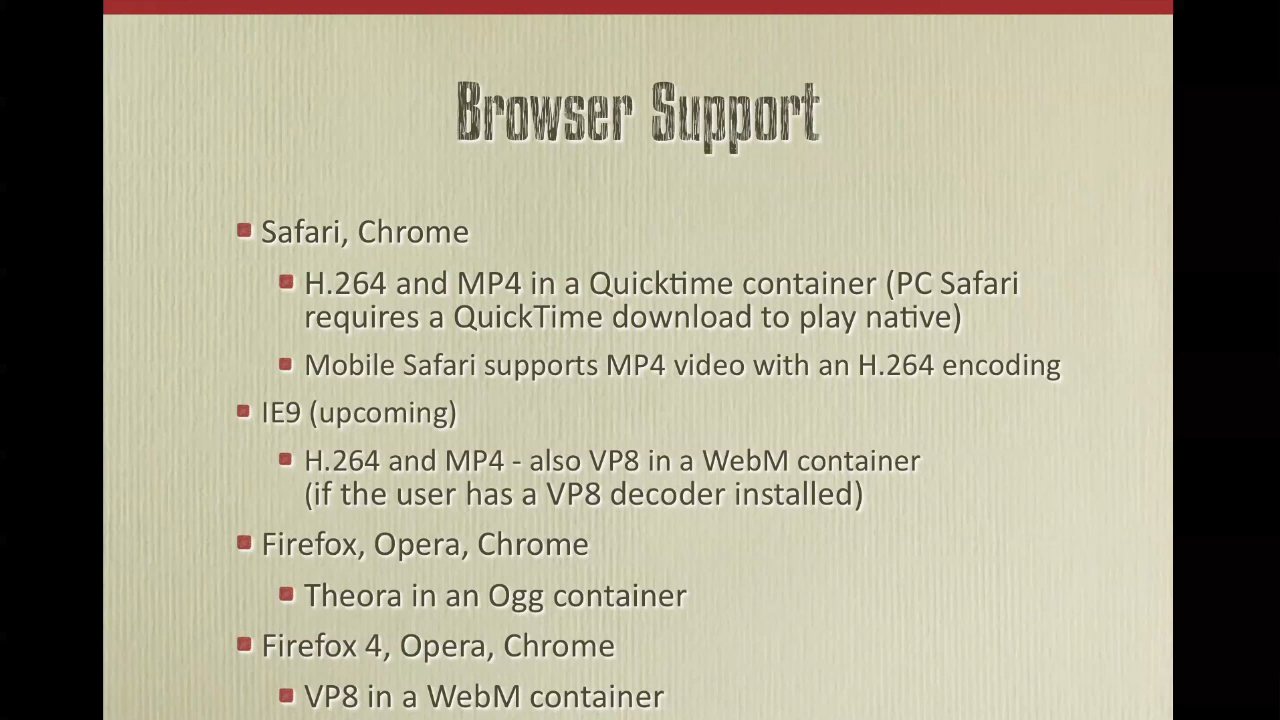 Browser Support
Safari, Chrome
H.264 and MP4 in a Quicktime container (PC Safari
requires a QuickTime download to play native)
Mobile Safari supports MP4 video with an H.264 encoding
IE9 (upcoming)
H.264 and MP4 - also VP8 in a WebM container
(if the user has a VP8 decoder installed)
Firefox, Opera, Chrome
Theora in an Ogg container
Firefox 4, Opera, Chrome
VP8 in a WebM container